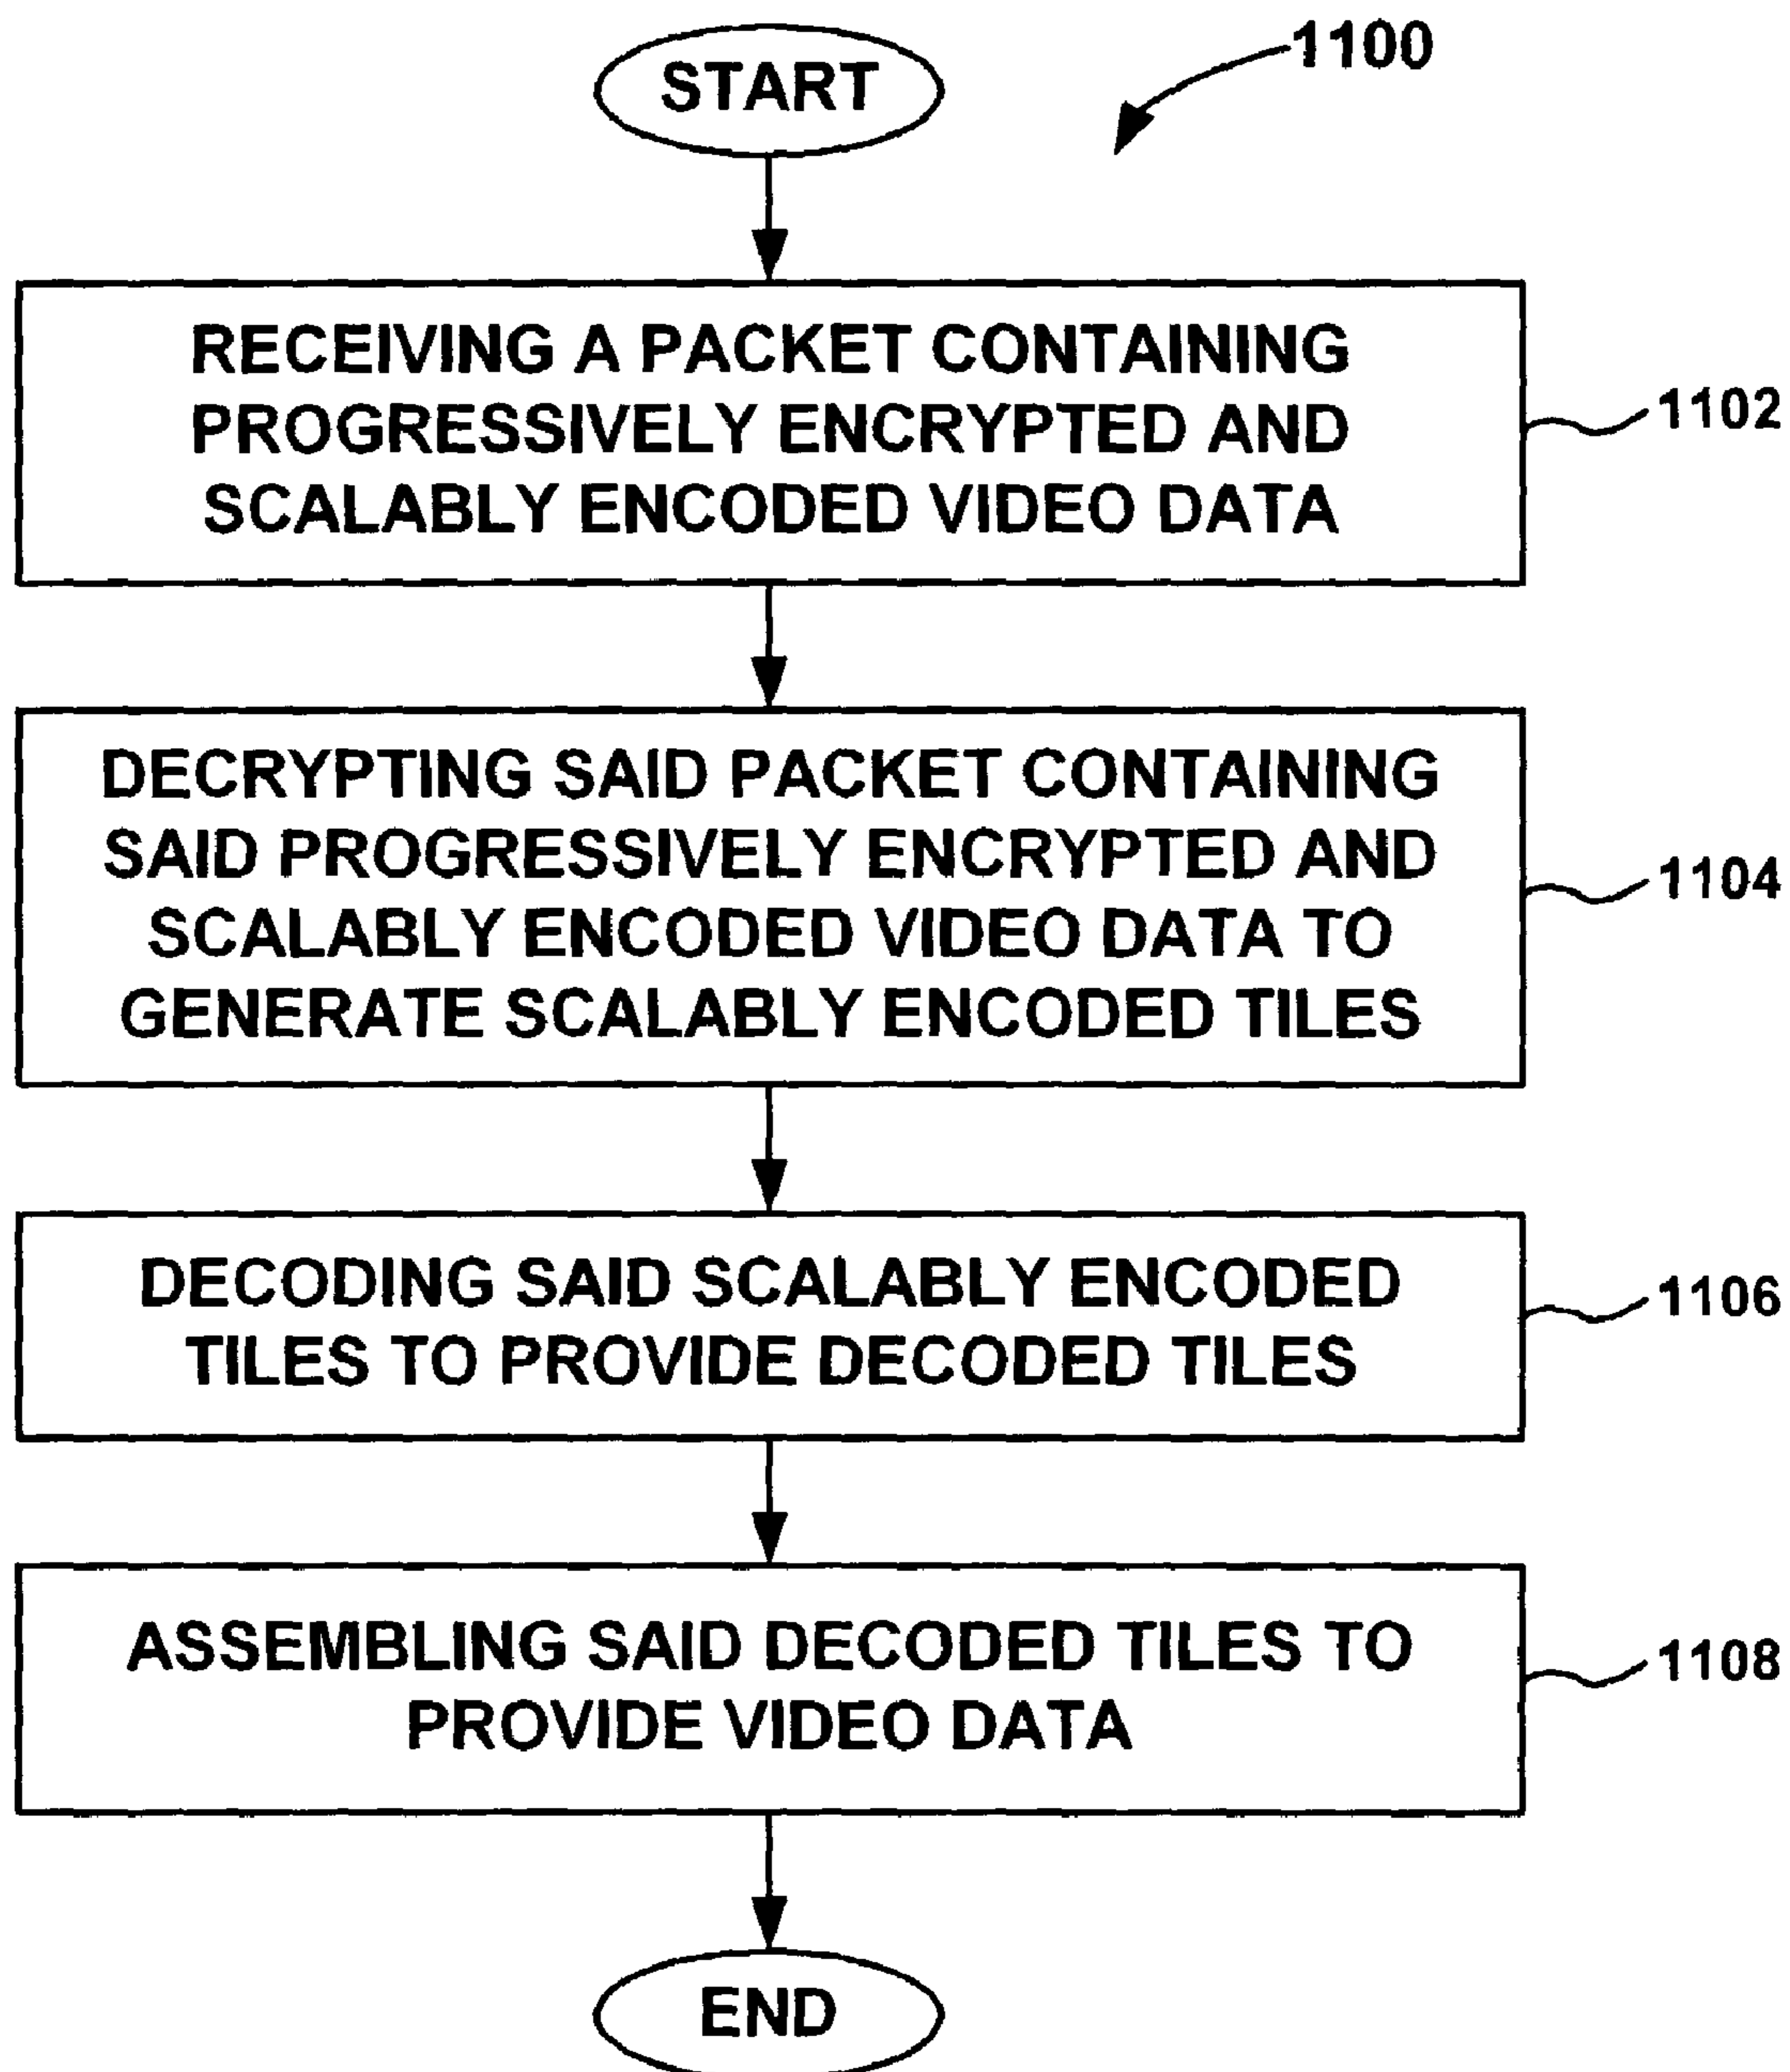 START
1100
RECEIVING A PACKET CONTAINING
PROGRESSIVELY ENCRYPTED AND
SCALABLY ENCODED VIDEO DATA
1102
DECRYPTING SAID PACKET CONTAINING
SAID PROGRESSIVELY ENCRYPTED AND
SCALABLY ENCODED VIDEO DATA TO
GENERATE SCALABLY ENCODED TILES
1104
DECODING SAID SCALABLY ENCODED
TILES TO PROVIDE DECODED TILES
1106
ASSEMBLING SAID DECODED TILES TO
PROVIDE VIDEO DATA
1108
END